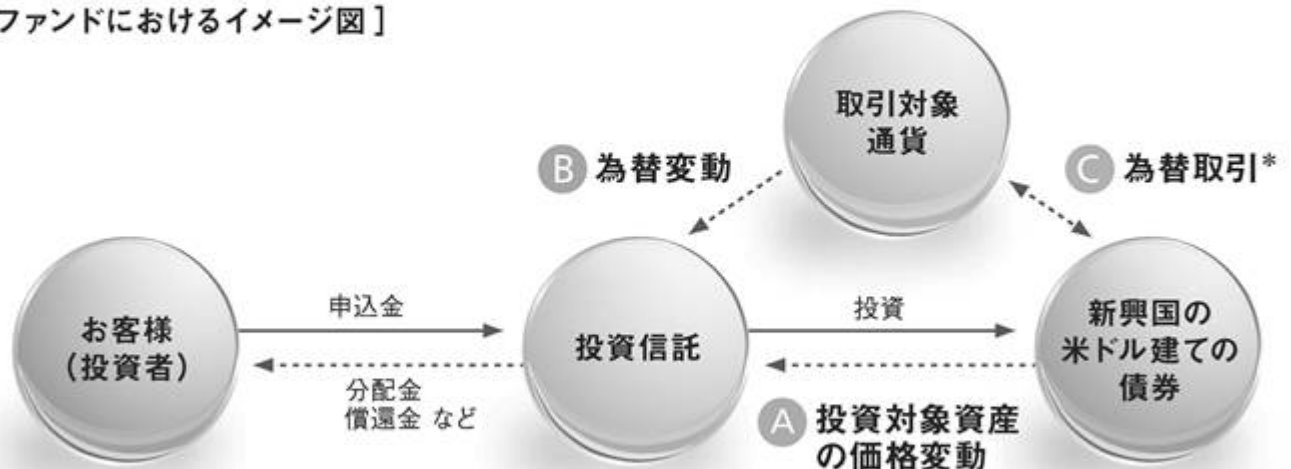 ファンドにおけるイメージ図］
取引対象
通貨
B 為替変動
C 為替取引*
お客様
（投資者）
申込金
分配金
償還金 など
投資信託
投資
新興国の
米ドル建ての
債券
A 投資対象資産
の価格変動